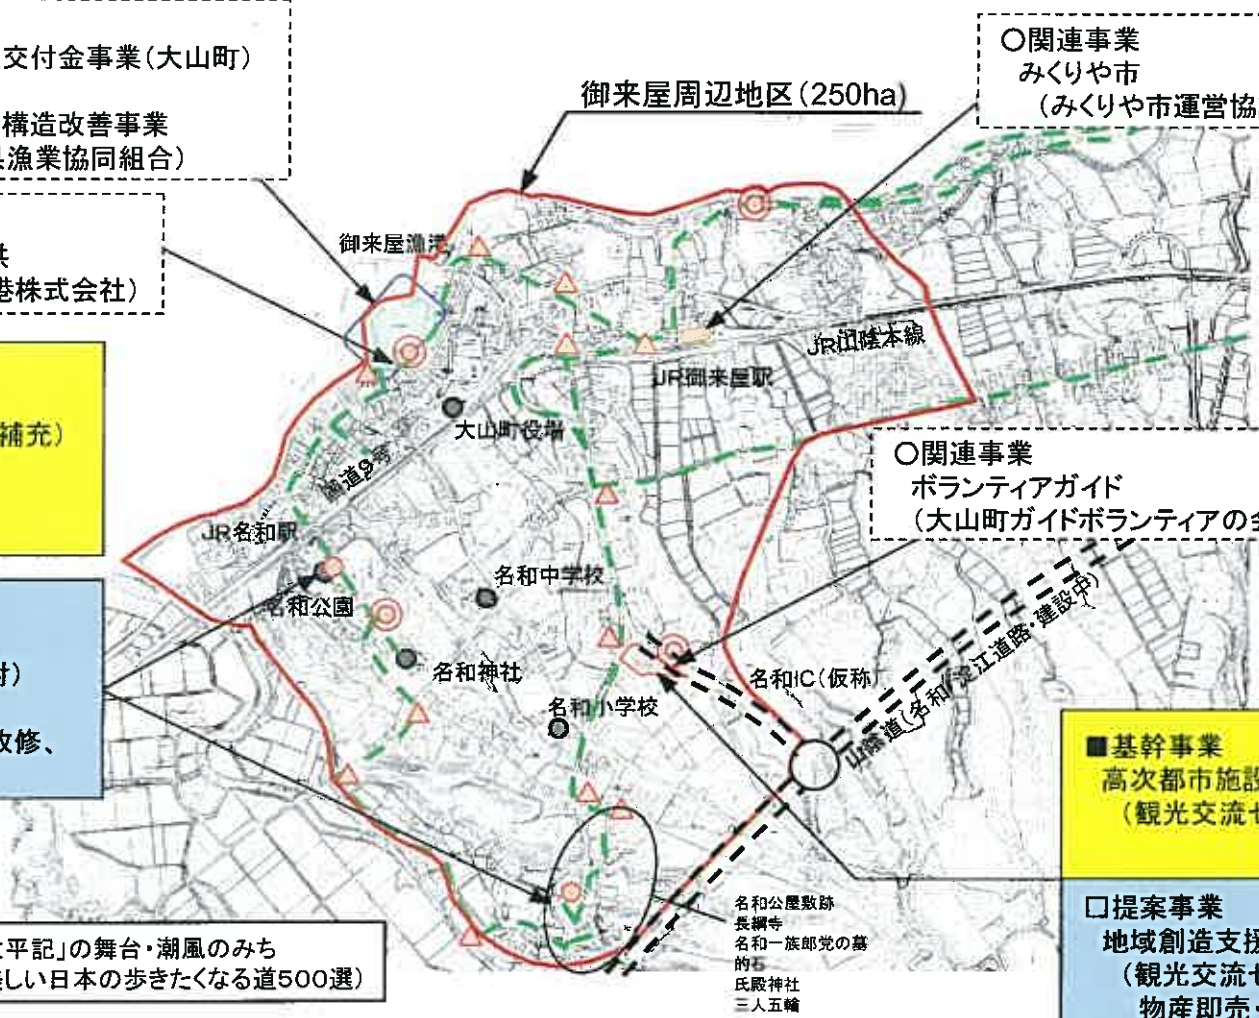 交付金事業(大山町)
構造改善事業
漁業協同組合)
港株式会社)
補充)
改修、
御来屋周辺地区(250ha)
○関連事業
みくりや市
(みくりや市運営協
御来屋漁港
JR山陰本線
JR御来屋駅
大山町役場
国道9号
JR名和駅
○関連事業
ボランティアガイド
(大山町ガイドボランティアの会
名和中学校
名和公園
名和神社
名和小学校
名和IC(仮称)
山陰道(名和・淀江道路・建設中)
■基幹事業
高次都市施設
(観光交流セ
□提案事業
地域創造支援
(観光交流セ
物産即売・
名和公屋敷跡
長綱寺
名和一族郎党の墓
的石
氏殿神社
三人五輪
太平記」の舞台・潮風のみち
美しい日本の歩きたくなる道500選)